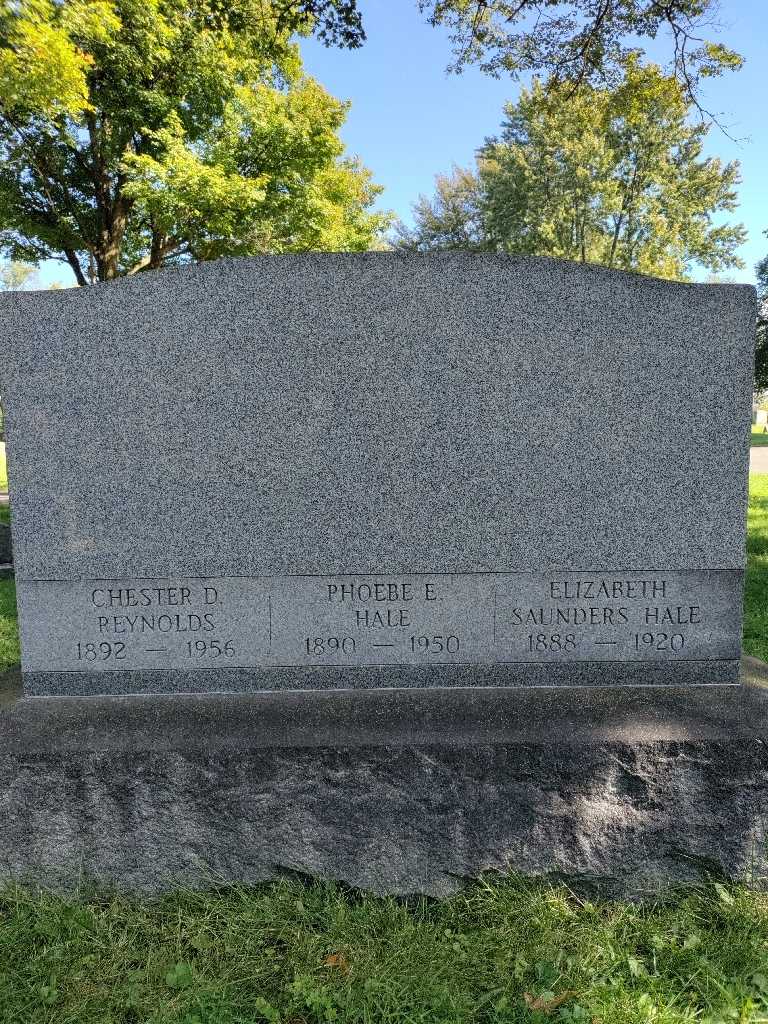 CHESTER D.
REYNOLDS
1892 — 1956
PHOEBE E.
HALE
1890 — 1950
ELIZABETH
SAUNDERS HALE
1888 — 1920